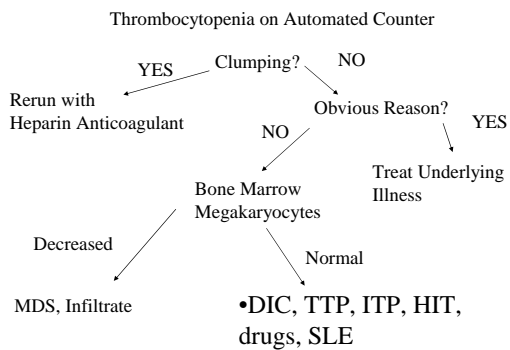 Thrombocytopenia on Automated Counter
Clumping?
YES
NO
Rerun with
Heparin Anticoagulant
Obvious Reason?
NO
YES
Treat Underlying
Illness
Bone Marrow
Megakaryocytes
Decreased
Normal
MDS, Infiltrate
•DIC, TTP, ITP, HIT,
drugs, SLE